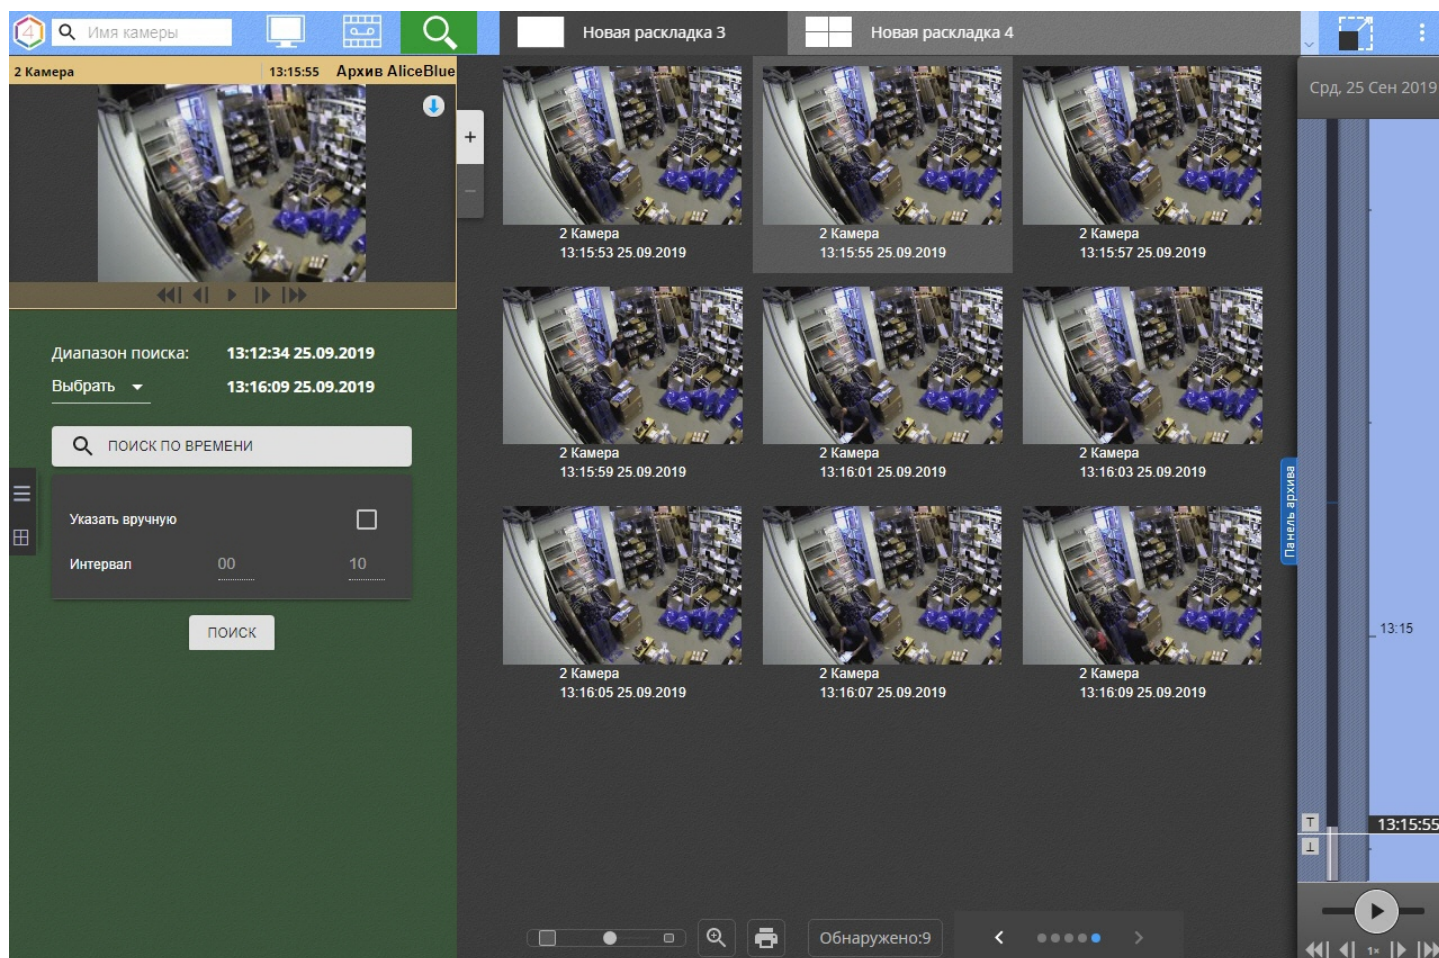 4
Имя камеры
Новая раскладка 3
Новая раскладка 4
2 Камера
13:15:55
Архив AliceBlue
Срд, 25 Сен 2019
+
−
2 Камера
13:15:53 25.09.2019
2 Камера
13:15:55 25.09.2019
2 Камера
13:15:57 25.09.2019
Диапазон поиска:
13:12:34 25.09.2019
Выбрать
13:16:09 25.09.2019
ПОИСК ПО ВРЕМЕНИ
Указать вручную
Интервал
00
10
ПОИСК
2 Камера
13:15:59 25.09.2019
2 Камера
13:16:01 25.09.2019
2 Камера
13:16:03 25.09.2019
Панель архива
2 Камера
13:16:05 25.09.2019
2 Камера
13:16:07 25.09.2019
2 Камера
13:16:09 25.09.2019
13:15
13:15:55
Обнаружено:9
1×